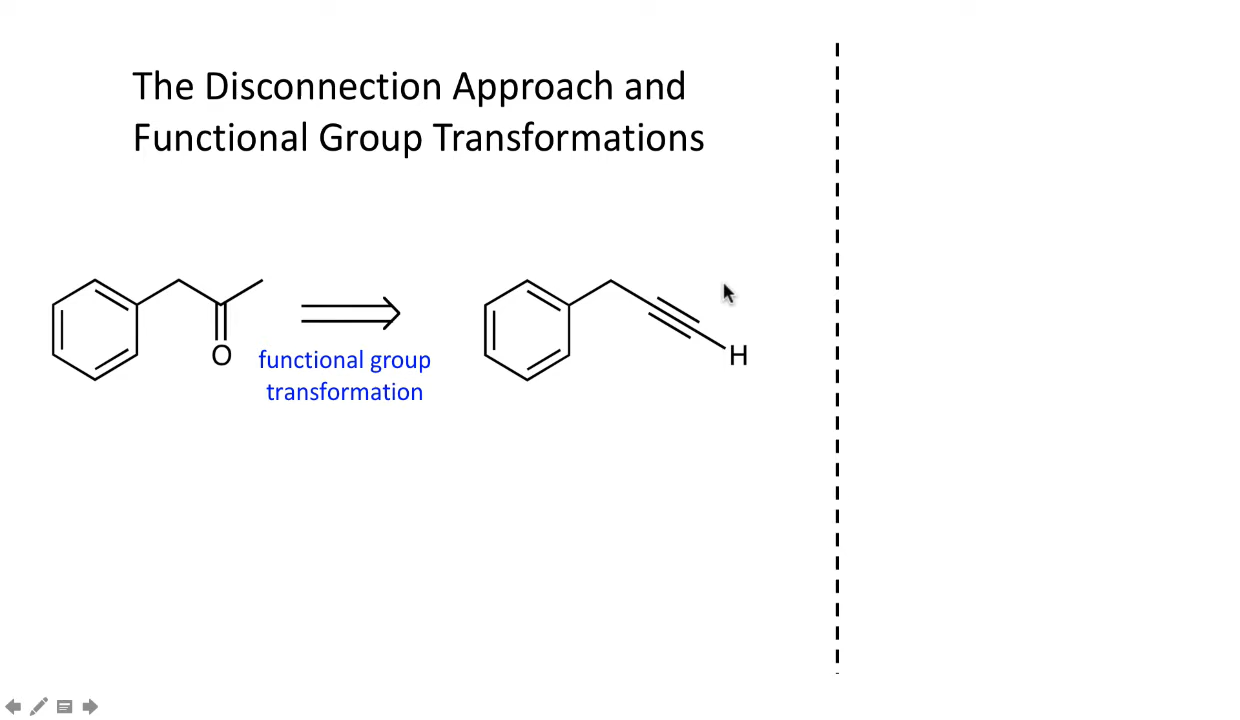 The Disconnection Approach and
Functional Group Transformations
O
functional group
transformation
H